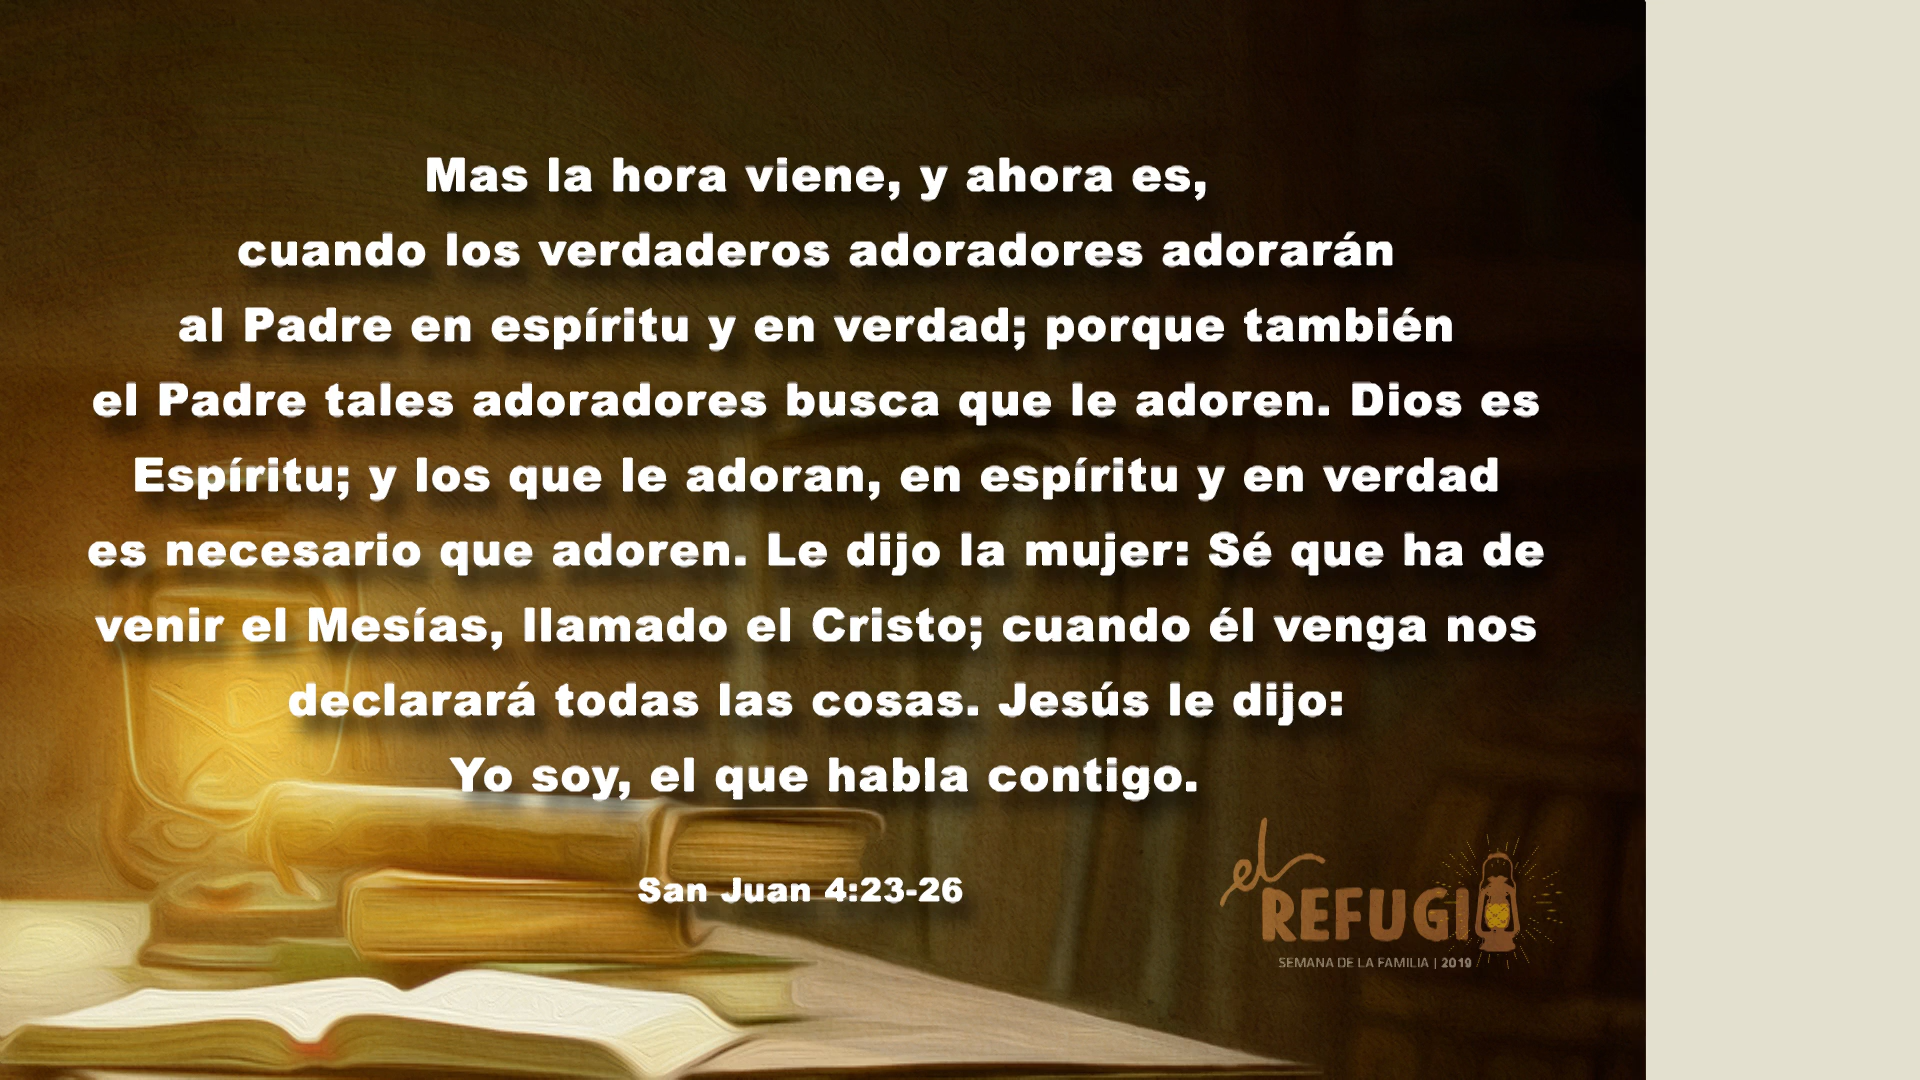 Mas la hora viene, y ahora es,
cuando los verdaderos adoradores adorarán
al Padre en espíritu y en verdad; porque también
el Padre tales adoradores busca que le adoren. Dios es
Espíritu; y los que le adoran, en espíritu y en verdad
es necesario que adoren. Le dijo la mujer: Sé que ha de
venir el Mesías, llamado el Cristo; cuando él venga nos
declarará todas las cosas. Jesús le dijo:
Yo soy, el que habla contigo.
San Juan 4:23-26
el
REFUGIO
SEMANA DE LA FAMILIA | 2019